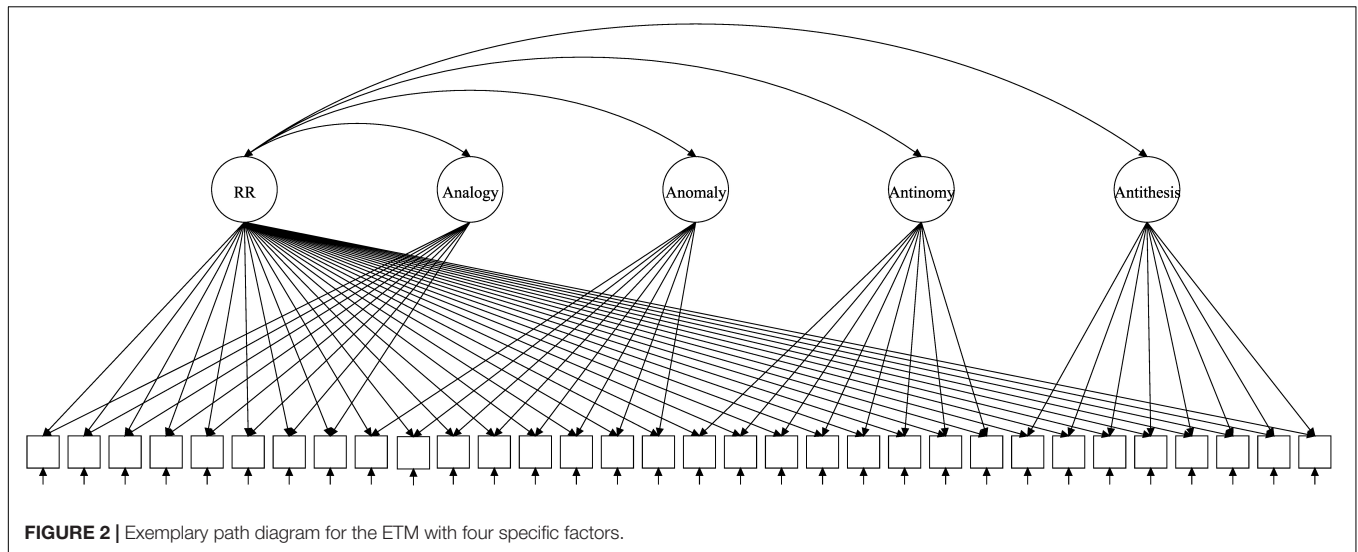 RR
Analogy
Anomaly
Antinomy
Antithesis
FIGURE 2 | Exemplary path diagram for the ETM with four specific factors.